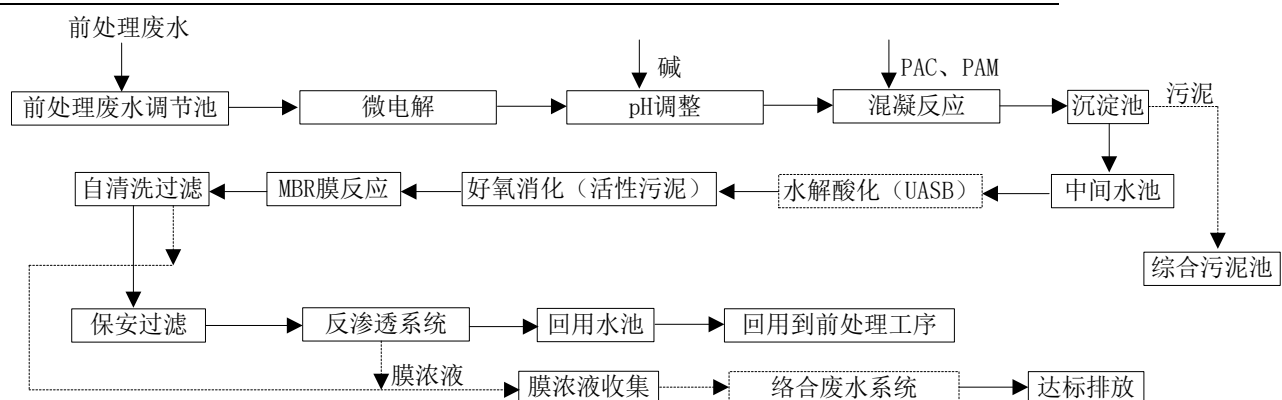 前处理废水
碱
PAC、PAM
前处理废水调节池
微电解
pH调整
混凝反应
沉淀池
污泥
自清洗过滤
MBR膜反应
好氧消化（活性污泥）
水解酸化（UASB）
中间水池
综合污泥池
保安过滤
反渗透系统
回用水池
回用到前处理工序
膜浓液
膜浓液收集
络合废水系统
达标排放